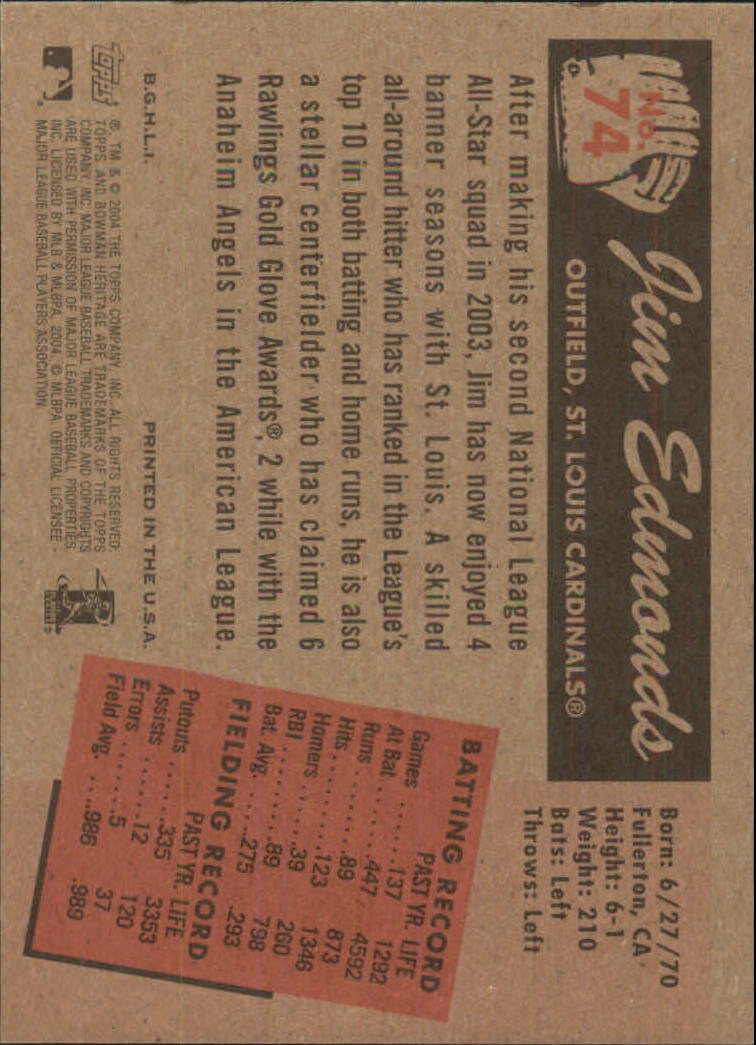 No.
74
Jim Edmonds
OUTFIELD, ST. LOUIS CARDINALS®
Born: 6/27/70
Fullerton, CA
Height: 6-1
Weight: 210
Bats: Left
Throws: Left
After making his second National League
All-Star squad in 2003, Jim has now enjoyed 4
banner seasons with St. Louis. A skilled
all-around hitter who has ranked in the League's
top 10 in both batting and home runs, he is also
a stellar centerfielder who has claimed 6
Rawlings Gold Glove Awards®, 2 while with the
Anaheim Angels in the American League.
BATTING RECORD
PAST YR. LIFE
Games ......137 1292
At Bat ......447 4592
Runs ........89 873
Hits ........123 1346
Homers ......39 260
RBI ........89 798
Bat. Avg. .....275 .293
FIELDING RECORD
PAST YR. LIFE
Putouts .....335 3353
Assists ......12 120
Errors .......5 37
Field Avg. ....986 .989
B.G.H.L.I. PRINTED IN THE U.S.A.
Topps
®, TM & © 2004 THE TOPPS COMPANY, INC. ALL RIGHTS RESERVED.
TOPPS AND BOWMAN HERITAGE ARE TRADEMARKS OF THE TOPPS
COMPANY, INC. MAJOR LEAGUE BASEBALL TRADEMARKS AND COPYRIGHTS
ARE USED WITH PERMISSION OF MAJOR LEAGUE BASEBALL PROPERTIES,
INC. LICENSED BY MLB & MLBPA, 2004. © MLBPA. OFFICIAL LICENSEE -
MAJOR LEAGUE BASEBALL PLAYERS ASSOCIATION.